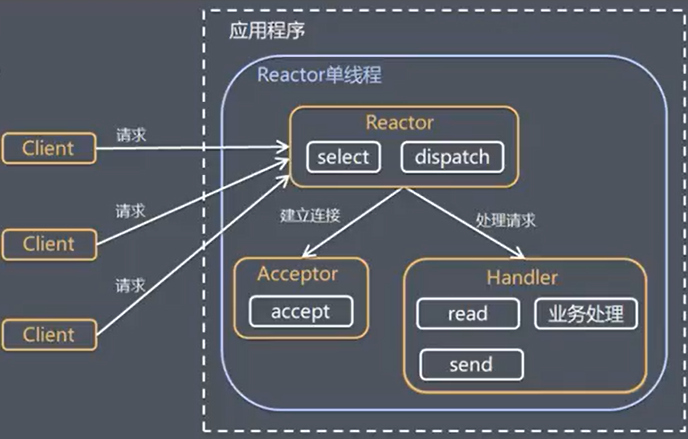 应用程序
Reactor单线程
Reactor
select
dispatch
Client
请求
Client
请求
Client
请求
建立连接
处理请求
Acceptor
accept
Handler
read
业务处理
send